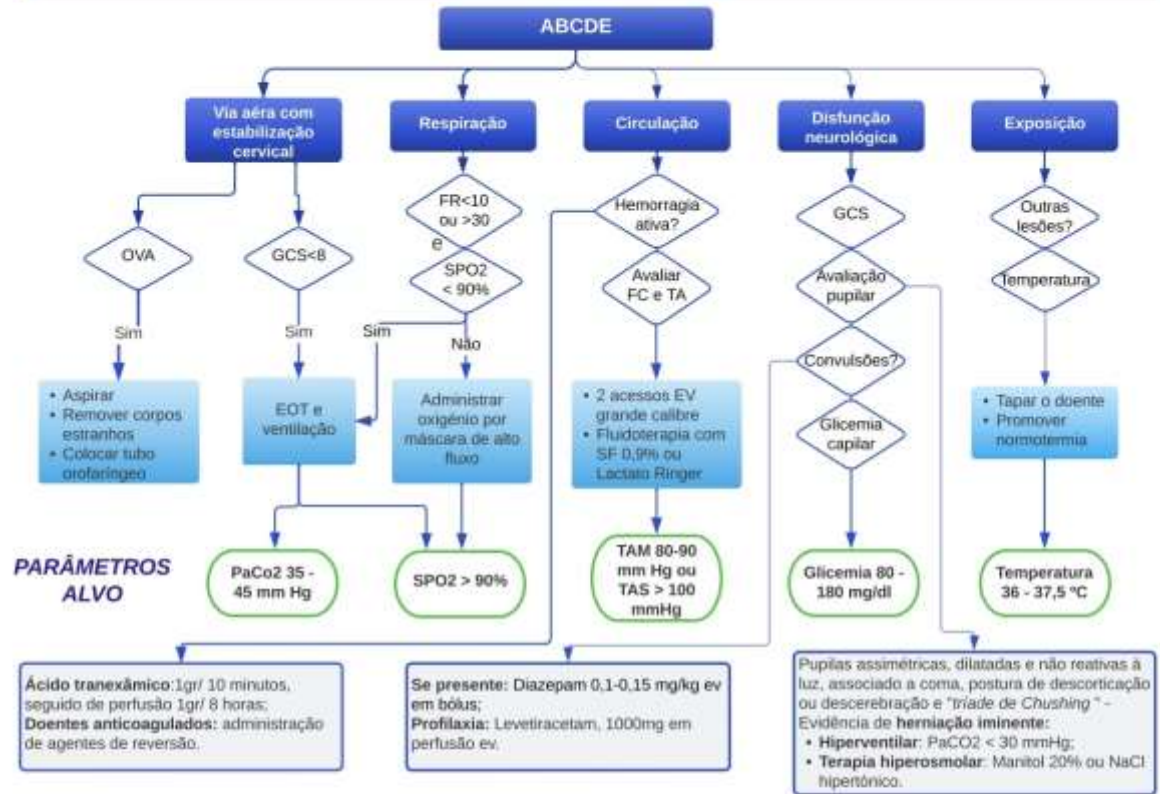 ABCDE
Via aéra com
estabilização
cervical
Respiração
Circulação
Disfunção
neurológica
Exposição
OVA
GCS<8
FR<10
ou >30
e
SPO2
< 90%
Hemorragia
ativa?
Avaliar
FC e TA
GCS
Avaliação
pupilar
Convulsões?
Glicemia
capilar
Outras
lesões?
Temperatura
Sim
Sim
Sim
Não
• Aspirar
• Remover corpos
estranhos
• Colocar tubo
orofaríngeo
EOT e
ventilação
Administrar
oxigénio por
máscara de alto
fluxo
• 2 acessos EV
grande calibre
• Fluidoterapia com
SF 0,9% ou
Lactato Ringer
• Tapar o doente
• Promover
normotermia
PARÂMETROS
ALVO
PaCo2 35 -
45 mm Hg
SPO2 > 90%
TAM 80-90
mm Hg ou
TAS > 100
mmHg
Glicemia 80 -
180 mg/dl
Temperatura
36 - 37,5 ºC
Ácido tranexâmico:1gr/ 10 minutos,
seguido de perfusão 1gr/ 8 horas;
Doentes anticoagulados: administração
de agentes de reversão.
Se presente: Diazepam 0,1-0,15 mg/kg ev
em bólus;
Profilaxia: Levetiracetam, 1000mg em
perfusão ev.
Pupilas assimétricas, dilatadas e não reativas à
luz, associado a coma, postura de descorticação
ou descerebração e "tríade de Chushing " -
Evidência de herniação iminente:
• Hiperventilar: PaCO2 < 30 mmHg;
• Terapia hiperosmolar: Manitol 20% ou NaCl
hipertónico.